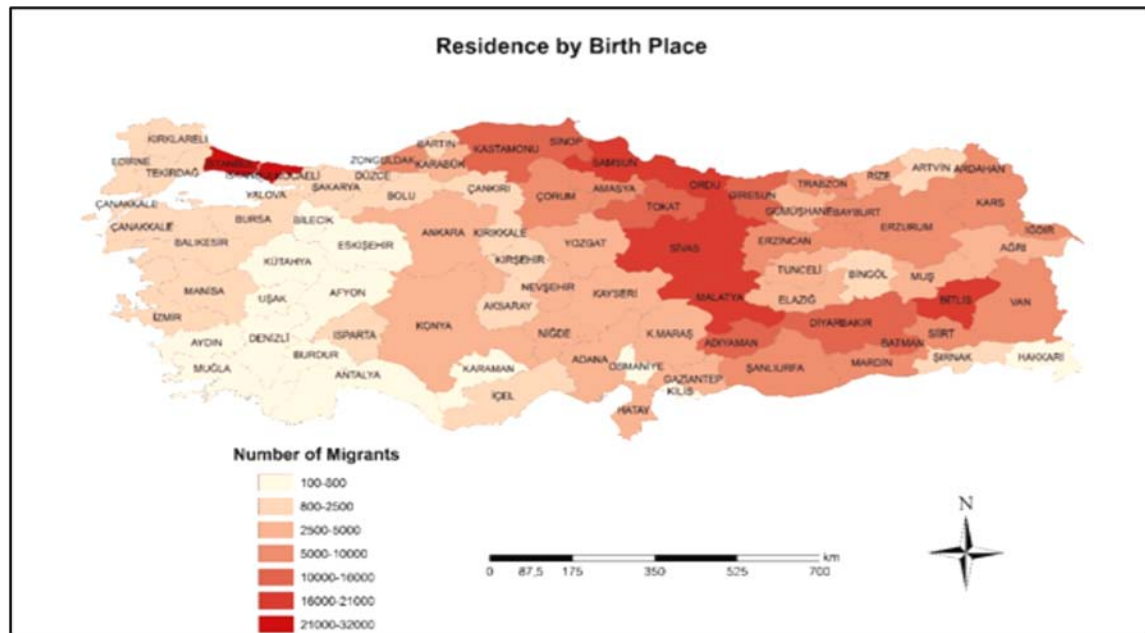 Residence by Birth Place
KIRKLARELİ
EDİRNE
TEKİRDAĞ
İSTANBUL
KOCAELİ
YALOVA
SAKARYA
DÜZCE
ZONGULDAK
BARTIN
KARABÜK
KASTAMONU
SİNOP
SAMSUN
ORDU
GİRESUN
TRABZON
RİZE
ARTVİN
ARDAHAN
ÇANAKKALE
ÇANAKKALE
BURSA
BİLECİK
BOLU
ÇANKIRI
ÇORUM
AMASYA
TOKAT
GÜMÜŞHANE
BAYBURT
ERZURUM
KARS
IĞDIR
BALIKESİR
ESKİŞEHİR
ANKARA
KIRIKKALE
YOZGAT
SİVAS
ERZİNCAN
AĞRI
KÜTAHYA
KIRŞEHİR
TUNCELİ
BİNGÖL
MUŞ
MANİSA
UŞAK
AFYON
NEVŞEHİR
KAYSERİ
MALATYA
ELAZIĞ
BİTLİS
VAN
İZMİR
AKSARAY
DİYARBAKIR
AYDIN
DENİZLİ
ISPARTA
KONYA
NİĞDE
K.MARAŞ
ADIYAMAN
BATMAN
SİİRT
MUĞLA
BURDUR
ANTALYA
KARAMAN
ADANA
OSMANİYE
GAZİANTEP
ŞANLIURFA
MARDİN
ŞIRNAK
HAKKARİ
İÇEL
KİLİS
HATAY
Number of Migrants
100-800
800-2500
2500-5000
5000-10000
10000-16000
16000-21000
21000-32000
N
km
0 87,5 175 350 525 700